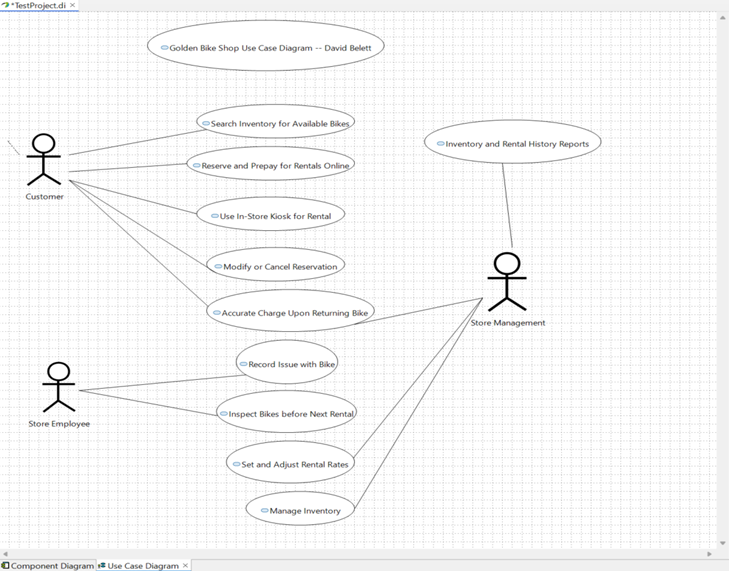 *TestProject.di
Golden Bike Shop Use Case Diagram -- David Belett
Search Inventory for Available Bikes
Inventory and Rental History Reports
Reserve and Prepay for Rentals Online
Customer
Use In-Store Kiosk for Rental
Modify or Cancel Reservation
Accurate Charge Upon Returning Bike
Store Management
Record Issue with Bike
Inspect Bikes before Next Rental
Store Employee
Set and Adjust Rental Rates
Manage Inventory
Component Diagram
Use Case Diagram